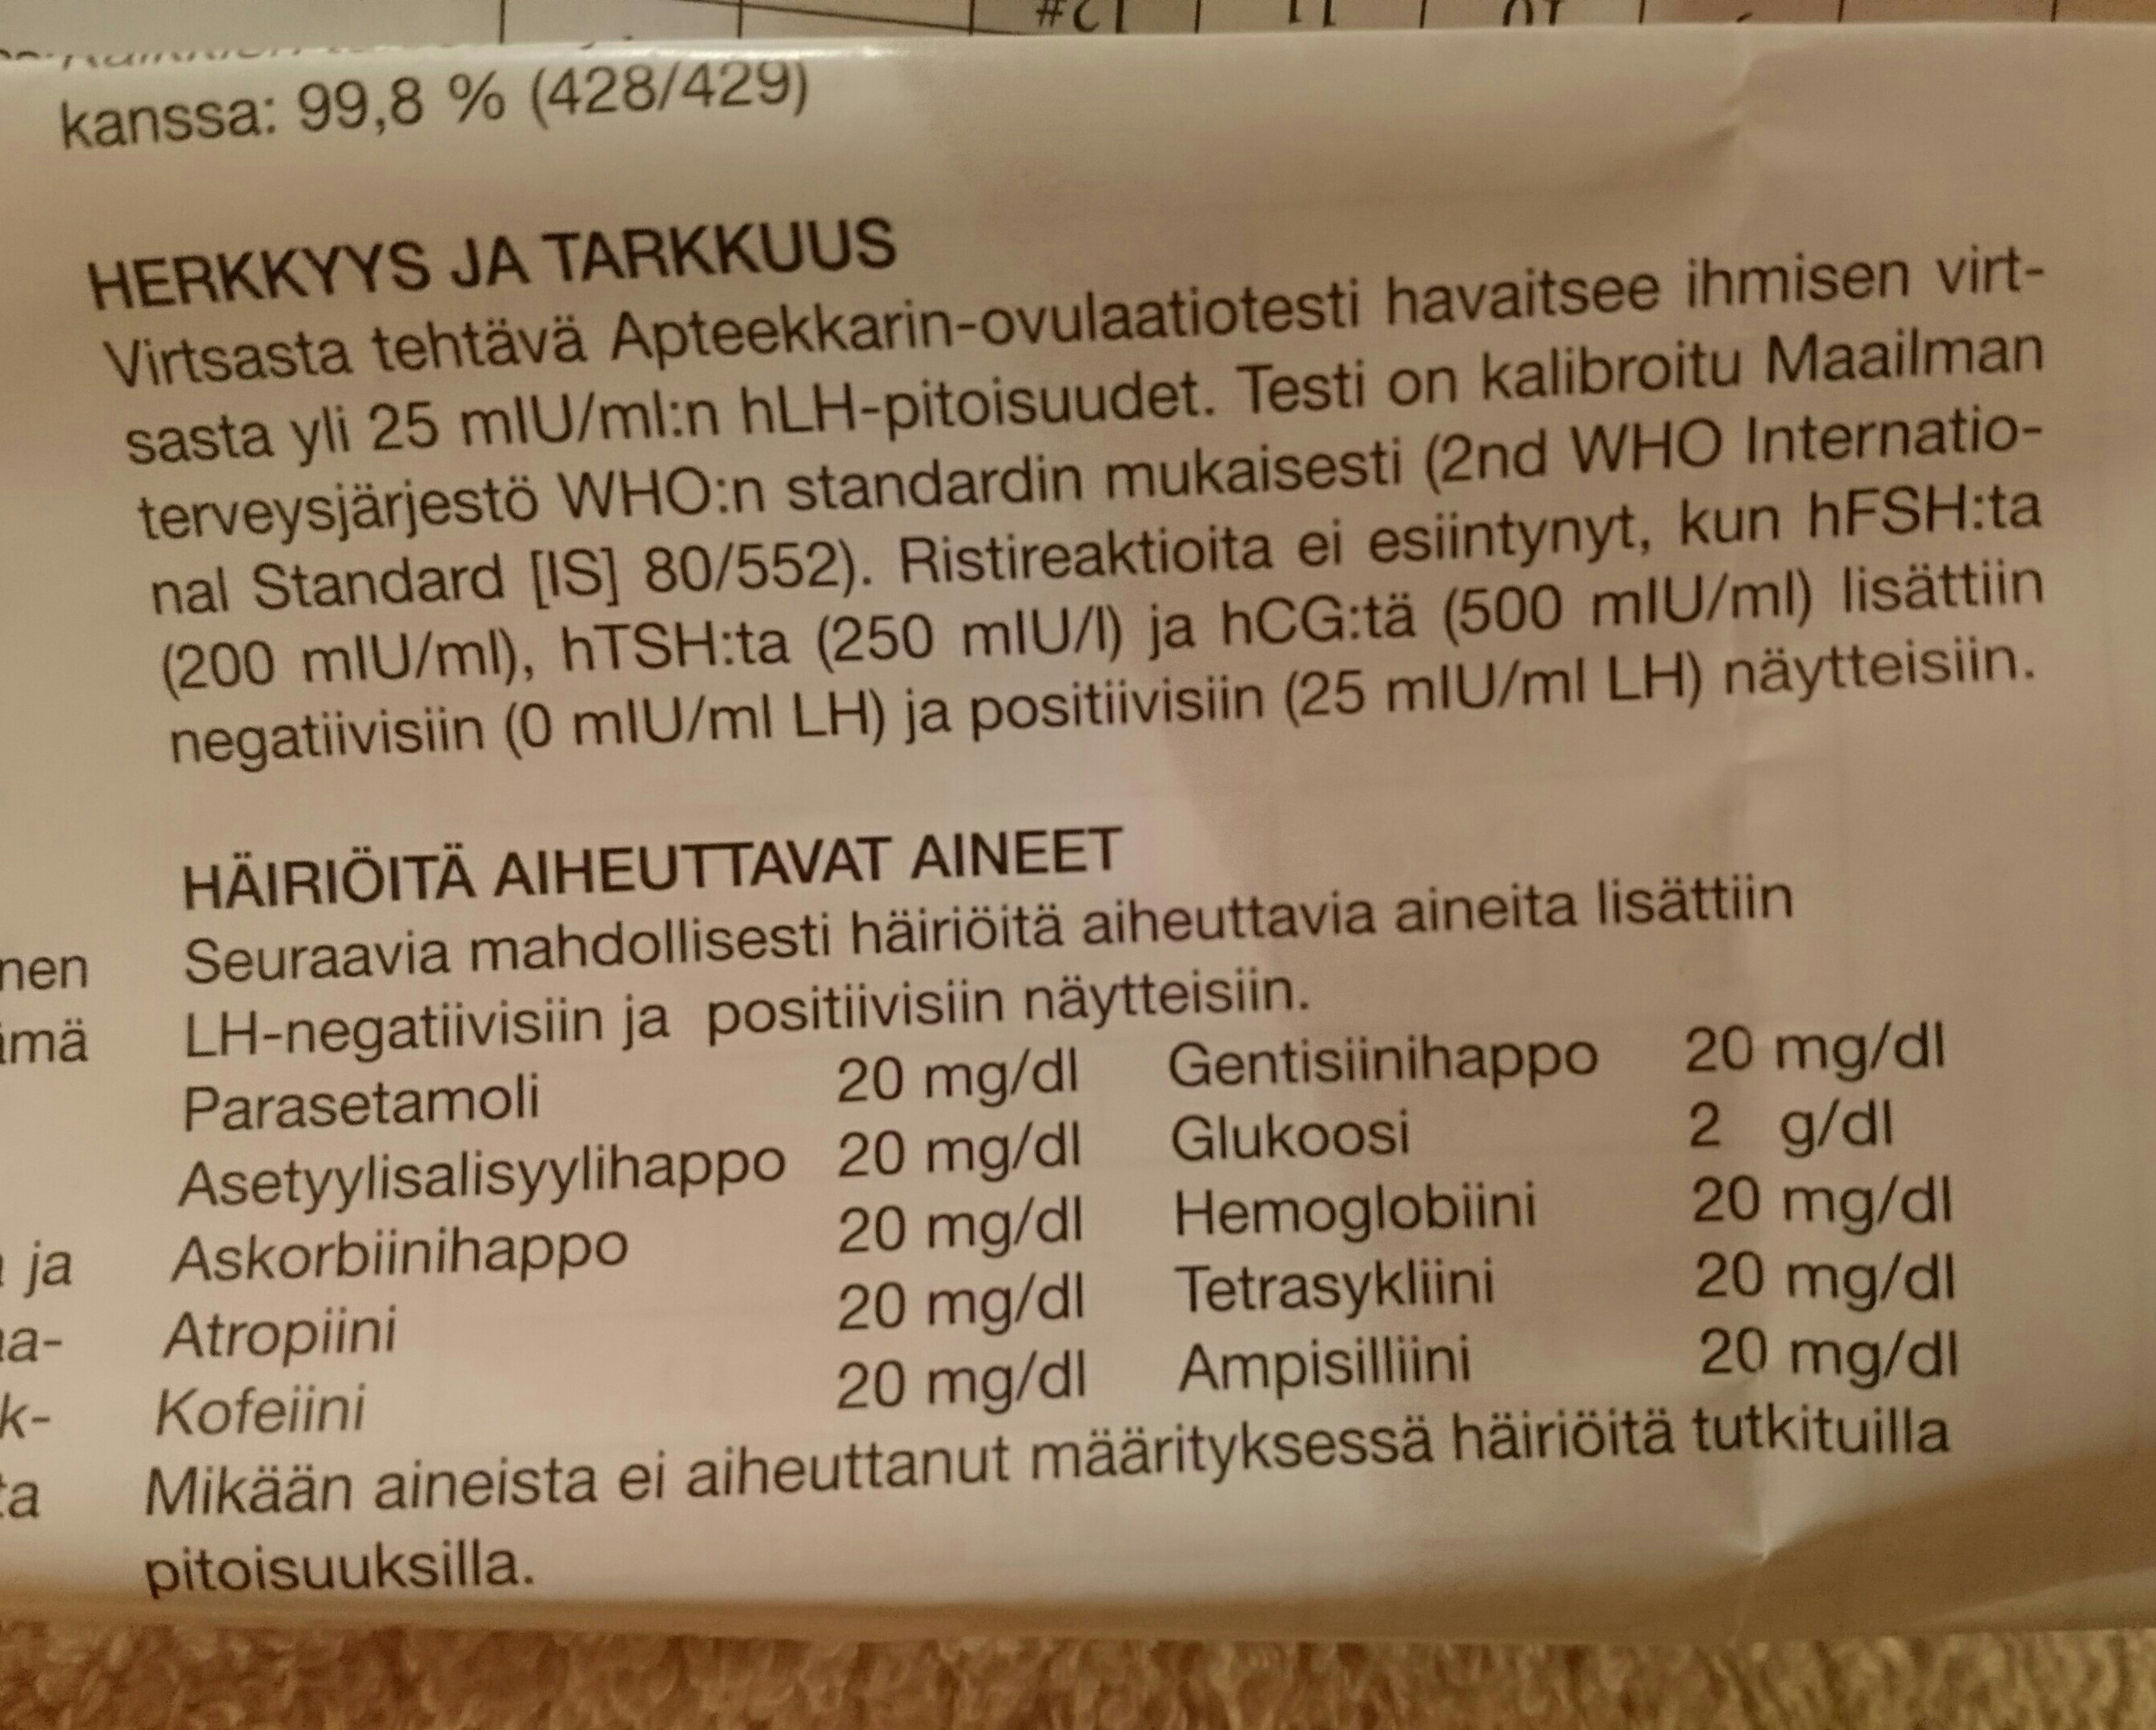 kanssa: 99,8 % (428/429)
HERKKYYS JA TARKKUUS
Virtsasta tehtävä Apteekkarin-ovulaatiotesti havaitsee ihmisen virt-
sasta yli 25 mIU/ml:n hLH-pitoisuudet. Testi on kalibroitu Maailman
terveysjärjestö WHO:n standardin mukaisesti (2nd WHO Internatio-
nal Standard [IS] 80/552). Ristireaktioita ei esiintynyt, kun hFSH:ta
(200 mIU/ml), hTSH:ta (250 mIU/l) ja hCG:tä (500 mIU/ml) lisättiin
negatiivisiin (0 mIU/ml LH) ja positiivisiin (25 mIU/ml LH) näytteisiin.
HÄIRIÖITÄ AIHEUTTAVAT AINEET
Seuraavia mahdollisesti häiriöitä aiheuttavia aineita lisättiin
LH-negatiivisiin ja positiivisiin näytteisiin.
Parasetamoli 20 mg/dl Gentisiinihappo 20 mg/dl
Asetyylisalisyylihappo 20 mg/dl Glukoosi 2 g/dl
Askorbiinihappo 20 mg/dl Hemoglobiini 20 mg/dl
Atropiini 20 mg/dl Tetrasykliini 20 mg/dl
Kofeiini 20 mg/dl Ampisilliini 20 mg/dl
Mikään aineista ei aiheuttanut määrityksessä häiriöitä tutkituilla
pitoisuuksilla.
nen
ja
k-